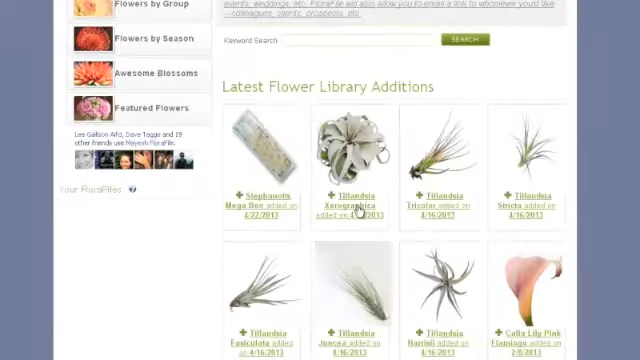 events, weddings, etc. FloraFile will also allow you to email a link to whomever you'd like
- colleagues, clients, prospects, etc.
Flowers by Group
Flowers by Season
Awesome Blossoms
Featured Flowers
Lee Gallison Aifd, Dave Tagge and 19
other friends use Mayesh FloraFile.
Your FloraFiles ?
Keyword Search
SEARCH
Latest Flower Library Additions
Stephanotis
Mega Box added on
4/22/2013
Tillandsia
Xerographica
added on 4/ 2013
Tillandsia
Tricolor added on
4/16/2013
Tillandsia
Stricta added on
4/16/2013
Tillandsia
Fasiculata added
on 4/16/2013
Tillandsia
Juncea added on
4/16/2013
Tillandsia
Harrisii added on
4/16/2013
Calla Lily Pink
Flamingo added on
2/8/2013